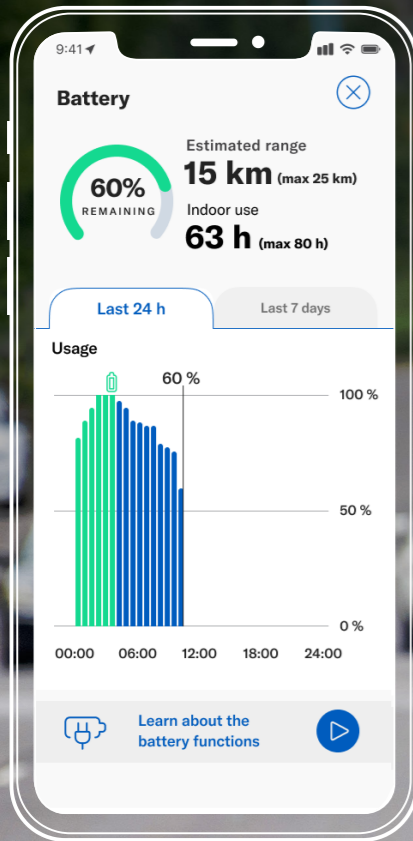 9:41
Battery
60%
REMAINING
Estimated range
15 km (max 25 km)
Indoor use
63 h (max 80 h)
Last 24 h
Last 7 days
Usage
60 %
100 %
50 %
0 %
00:00 06:00 12:00 18:00 24:00
Learn about the
battery functions